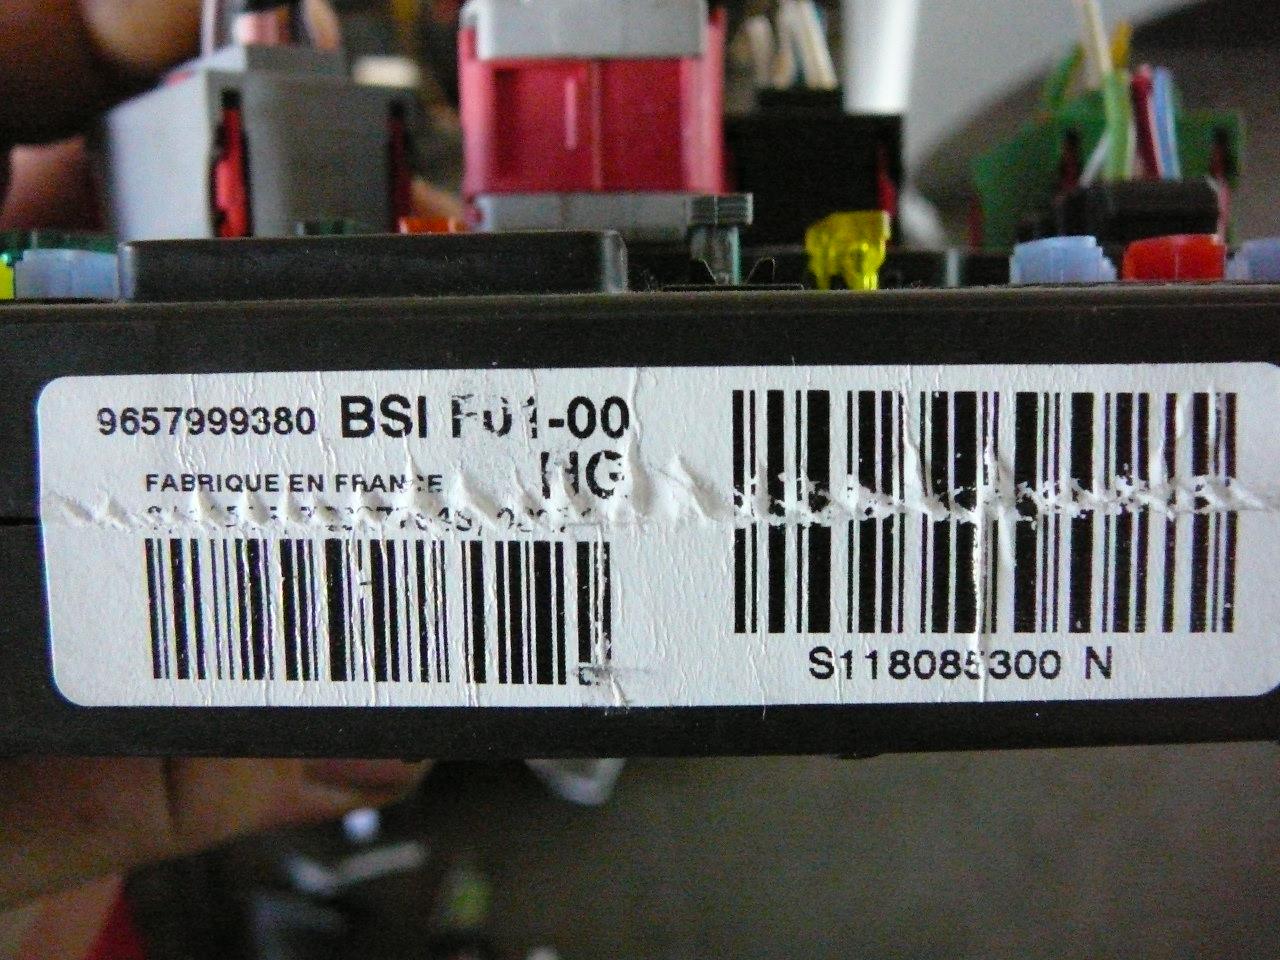 9657999380 BSI F01-00
HG
FABRIQUE EN FRANCE
S118085300 N